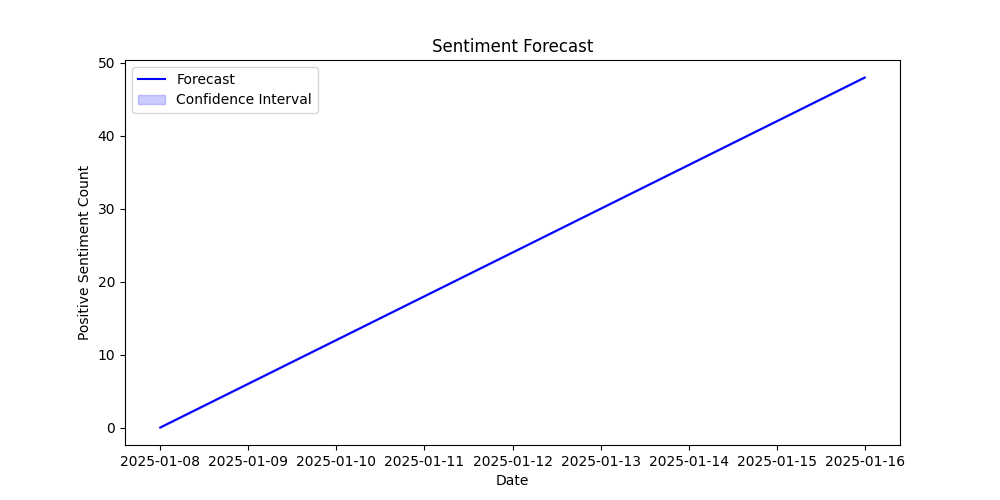 Sentiment Forecast
Forecast
Confidence Interval
Positive Sentiment Count
50
40
30
20
10
0
2025-01-08 2025-01-09 2025-01-10 2025-01-11 2025-01-12 2025-01-13 2025-01-14 2025-01-15 2025-01-16
Date